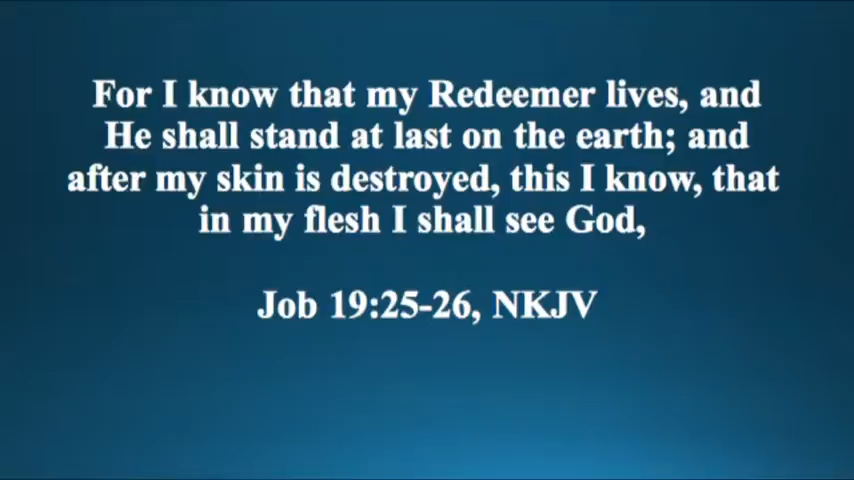 For I know that my Redeemer lives, and
He shall stand at last on the earth; and
after my skin is destroyed, this I know, that
in my flesh I shall see God,
Job 19:25-26, NKJV